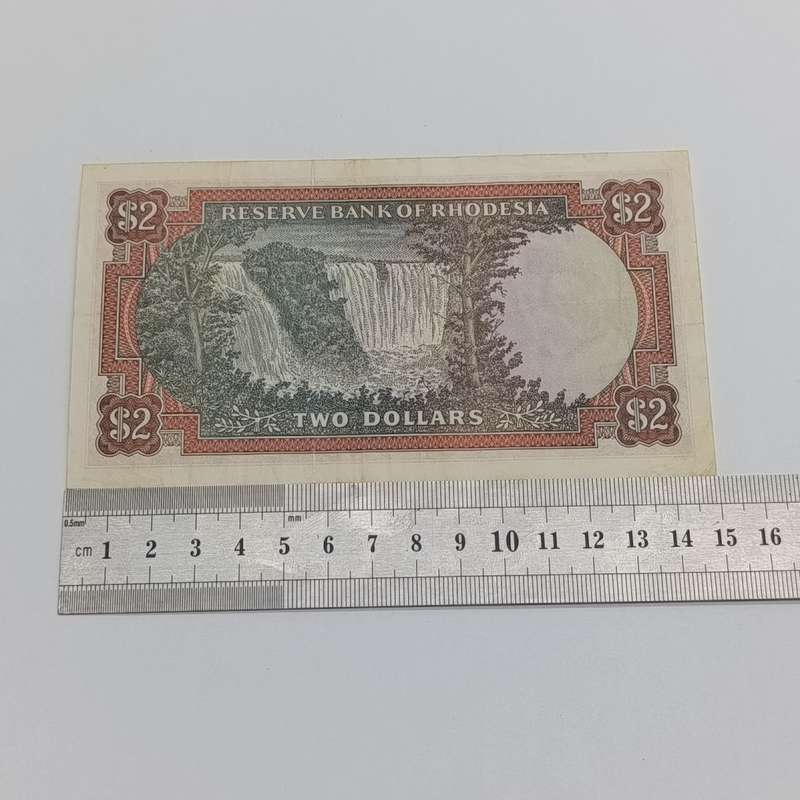 $2 RESERVE BANK OF RHODESIA $2
$2 TWO DOLLARS $2
0.5mm mm
cm 1 2 3 4 5 6 7 8 9 10 11 12 13 14 15 16